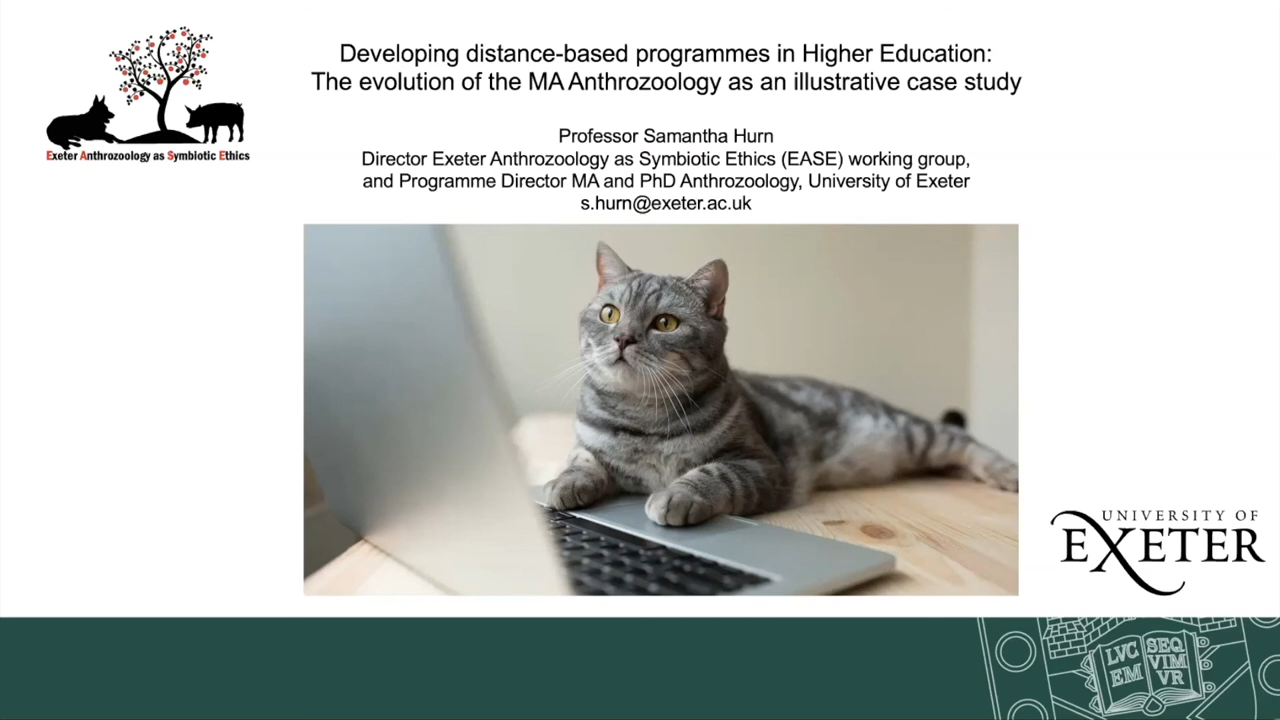 Developing distance-based programmes in Higher Education:
The evolution of the MA Anthrozoology as an illustrative case study
Professor Samantha Hurn
Director Exeter Anthrozoology as Symbiotic Ethics (EASE) working group,
and Programme Director MA and PhD Anthrozoology, University of Exeter
s.hurn@exeter.ac.uk
Exeter Anthrozoology as Symbiotic Ethics
UNIVERSITY OF
EXETER
LVC
EM
SEQ
VIM
VR